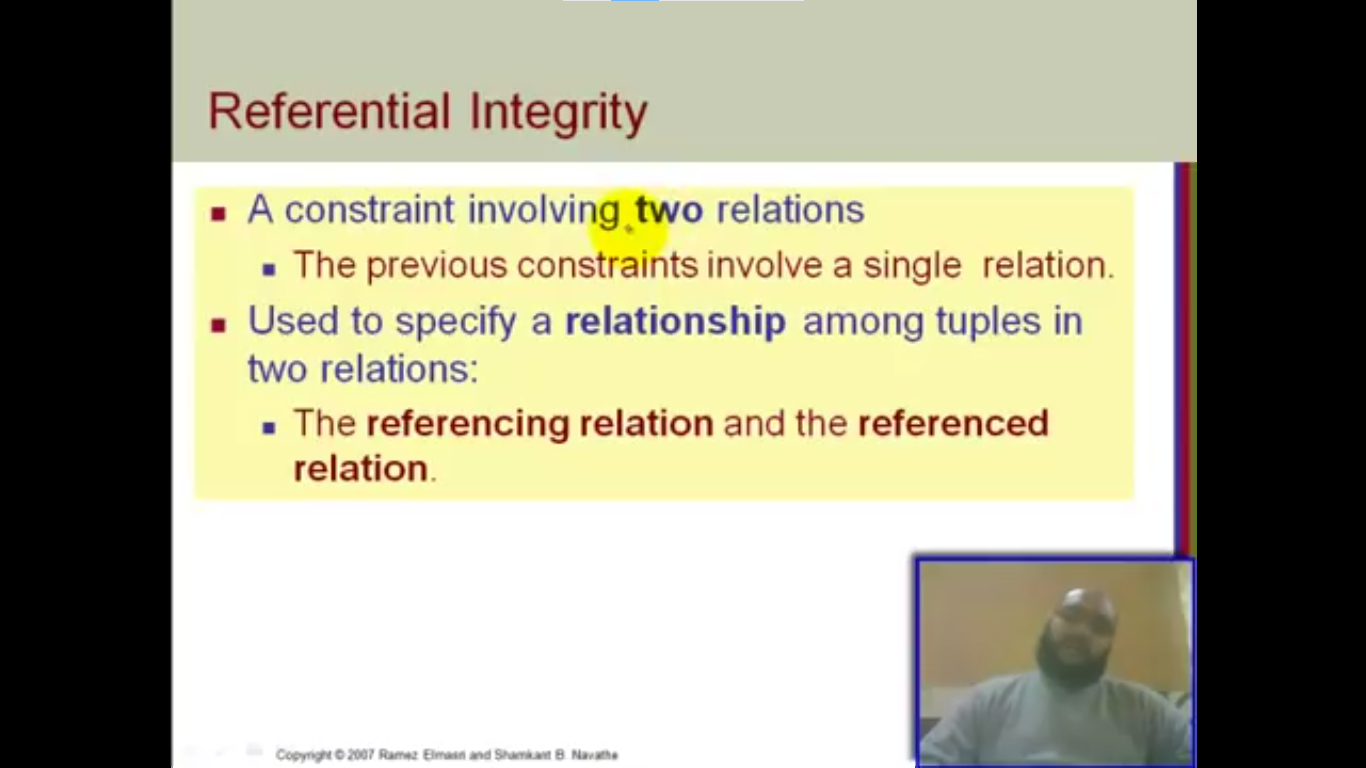 Referential Integrity
A constraint involving two relations
The previous constraints involve a single relation.
Used to specify a relationship among tuples in
two relations:
The referencing relation and the referenced
relation.
Copyright © 2007 Ramez Elmasri and Shamkant B. Navathe